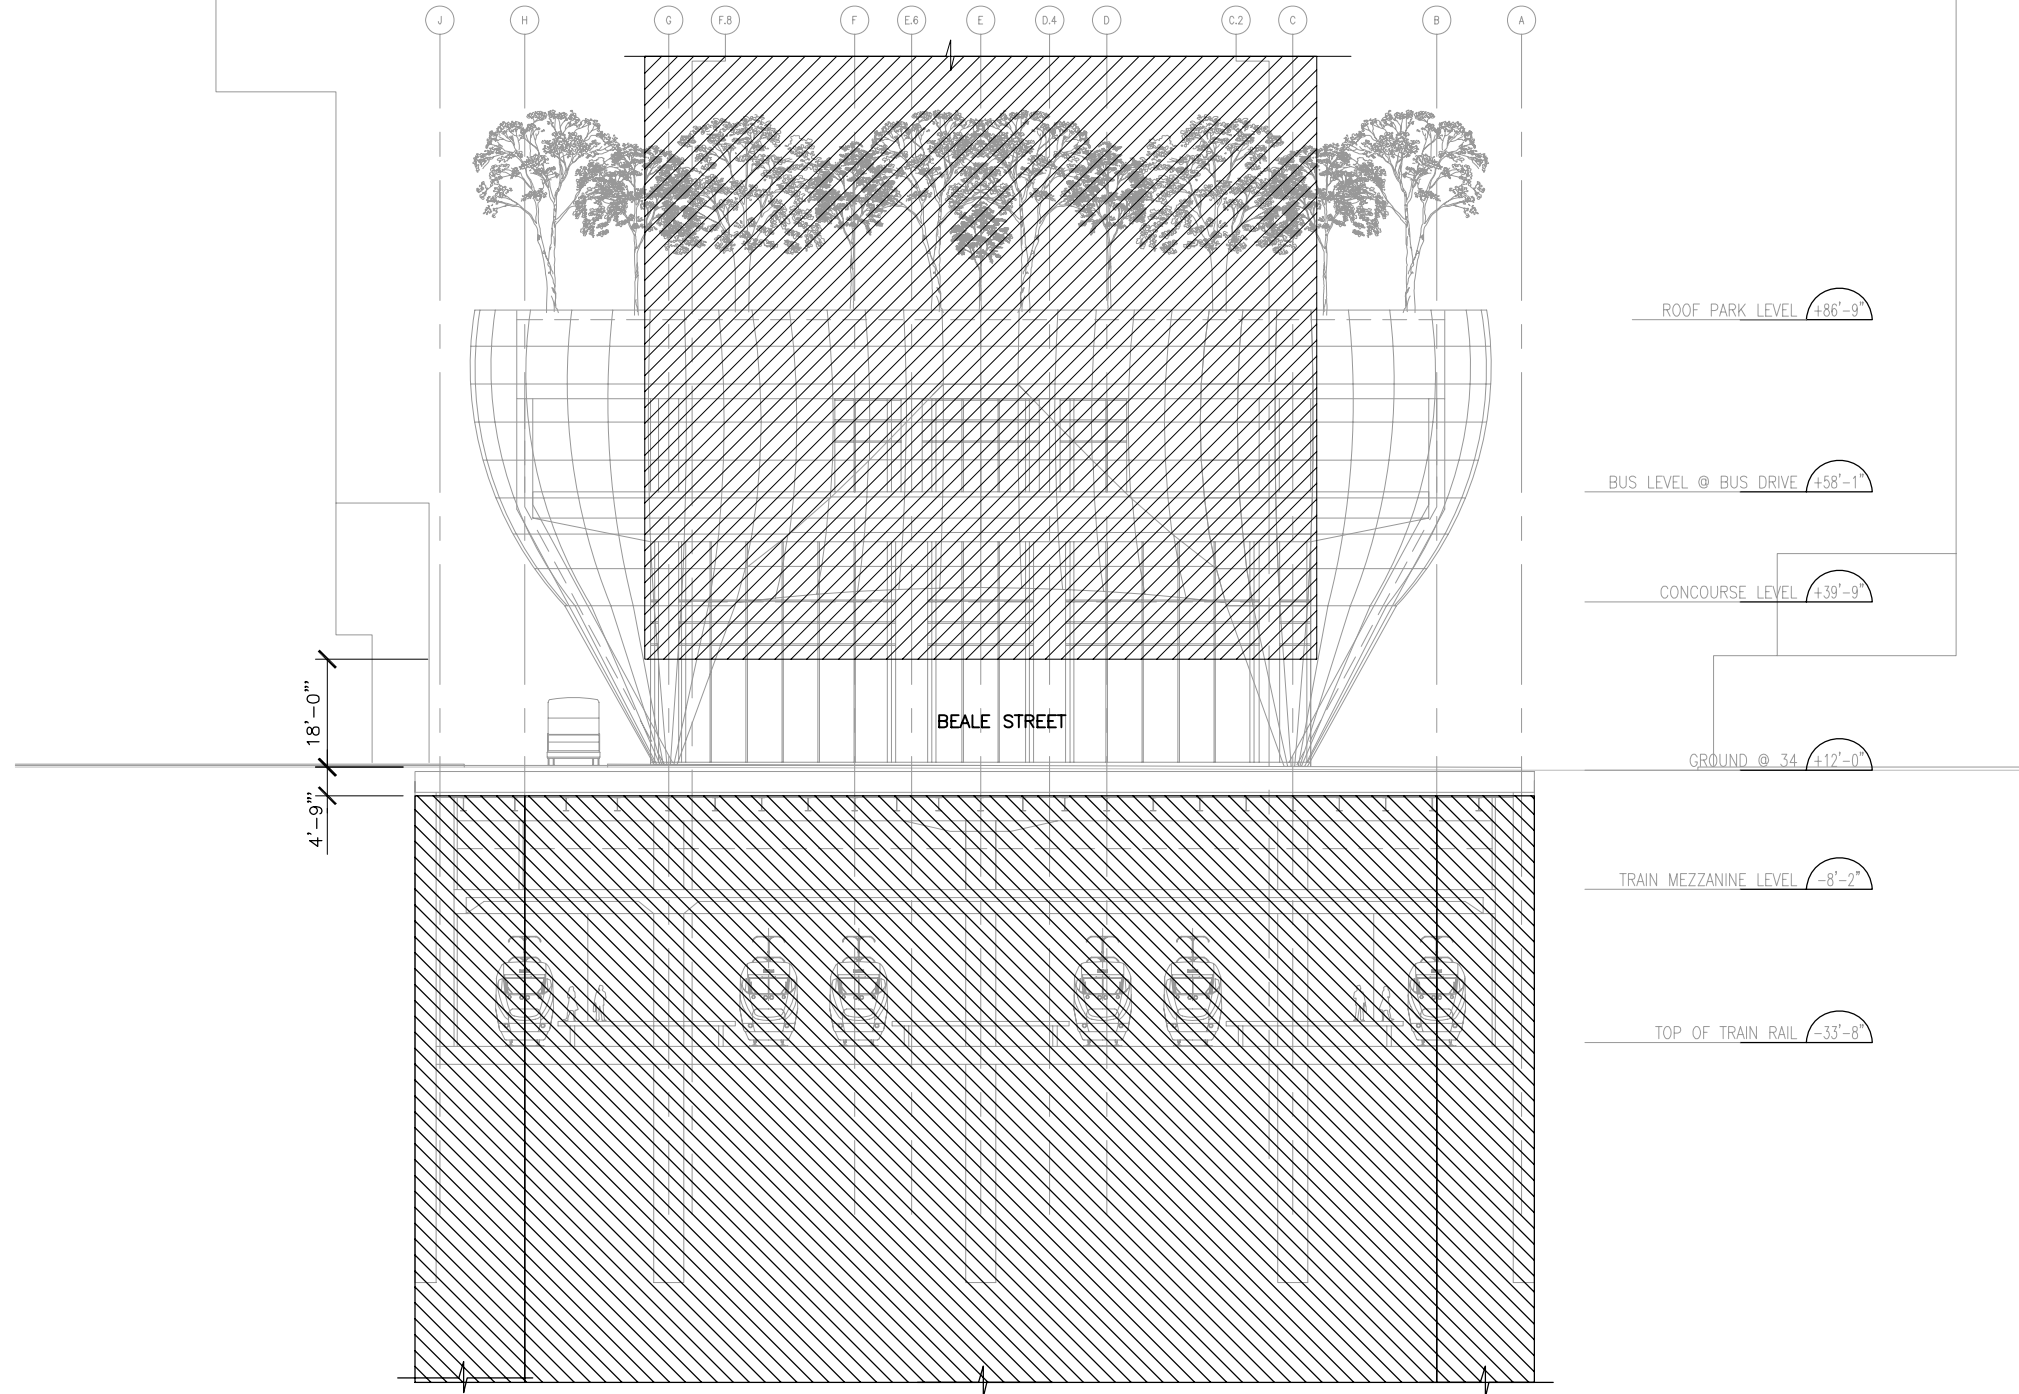 J H G F.8 F E.6 E D.4 D C.2 C B A
ROOF PARK LEVEL +86'-9"
BUS LEVEL @ BUS DRIVE +58'-1"
CONCOURSE LEVEL +39'-9"
18'-0"'
BEALE STREET
GROUND @ 34 +12'-0"
4'-9"'
TRAIN MEZZANINE LEVEL -8'-2"
TOP OF TRAIN RAIL -33'-8"